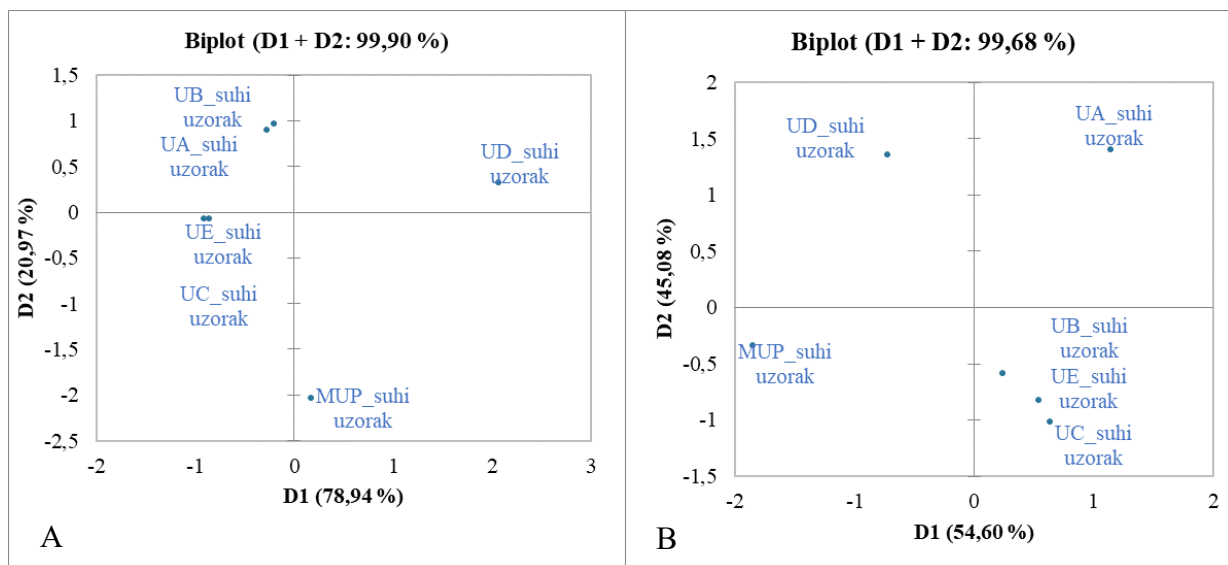 Biplot (D1 + D2: 99,90 %)
1,5
1
0,5
0
-0,5
-1
-1,5
-2
-2,5
D2 (20,97 %)
UB_suhi
uzorak
UA_suhi
uzorak
UD_suhi
uzorak
UE_suhi
uzorak
UC_suhi
uzorak
MUP_suhi
uzorak
-2
-1
0
1
2
3
D1 (78,94 %)
A
Biplot (D1 + D2: 99,68 %)
2
1,5
1
0,5
0
-0,5
-1
-1,5
D2 (45,08 %)
UD_suhi
uzorak
UA_suhi
uzorak
MUP_suhi
uzorak
UB_suhi
uzorak
UE_suhi
uzorak
UC_suhi
uzorak
-2
-1
0
1
2
D1 (54,60 %)
B